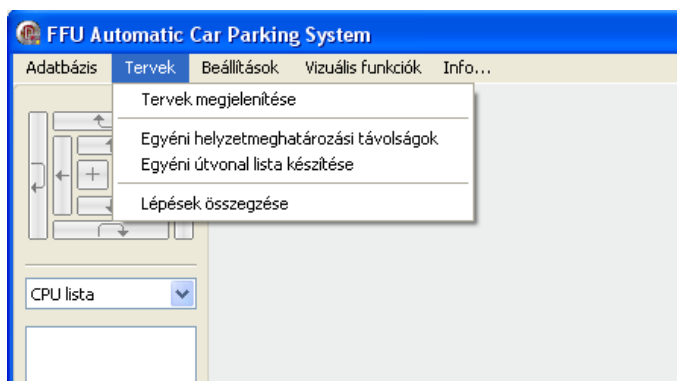 FFU Automatic Car Parking System
Adatbázis Tervek Beállítások Vizuális funkciók Info...
Tervek megjelenítése
Egyéni helyzetmeghatározási távolságok
Egyéni útvonal lista készítése
Lépések összegzése
CPU lista